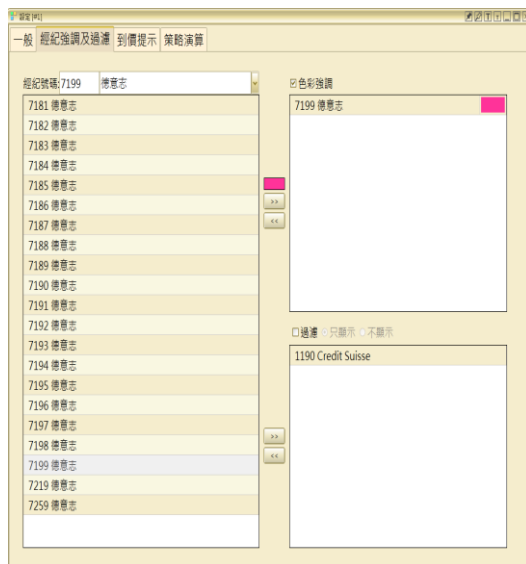 設定 [#1]
一般 經紀強調及過濾 到價提示 策略演算
經紀號碼: 7199 德意志
☑色彩強調
7181 德意志
7182 德意志
7183 德意志
7184 德意志
7185 德意志
7186 德意志
7187 德意志
7188 德意志
7189 德意志
7190 德意志
7191 德意志
7192 德意志
7193 德意志
7194 德意志
7195 德意志
7196 德意志
7197 德意志
7198 德意志
7199 德意志
7219 德意志
7259 德意志
>>
<<
>>
<<
7199 德意志
☐過濾 只顯示 不顯示
1190 Credit Suisse